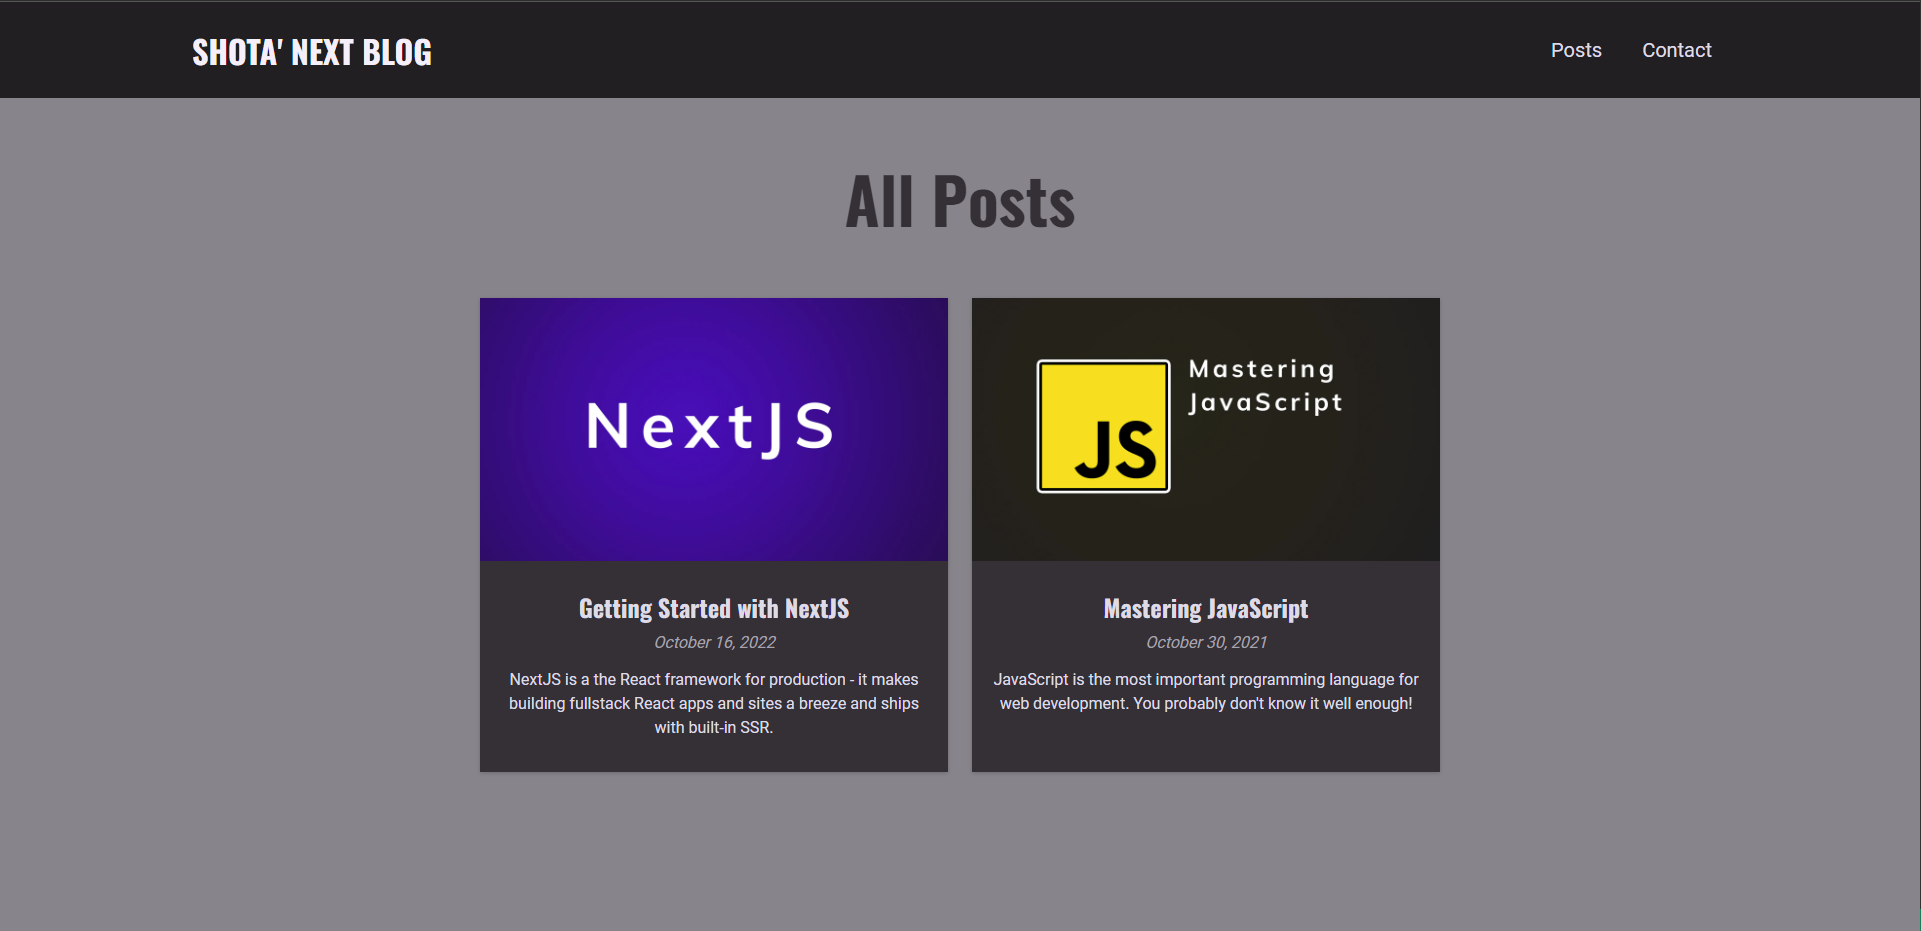 SHOTA' NEXT BLOG
Posts
Contact
All Posts
NextJS
Getting Started with NextJS
October 16, 2022
NextJS is a the React framework for production - it makes
building fullstack React apps and sites a breeze and ships
with built-in SSR.
Mastering
JavaScript
JS
Mastering JavaScript
October 30, 2021
JavaScript is the most important programming language for
web development. You probably don't know it well enough!